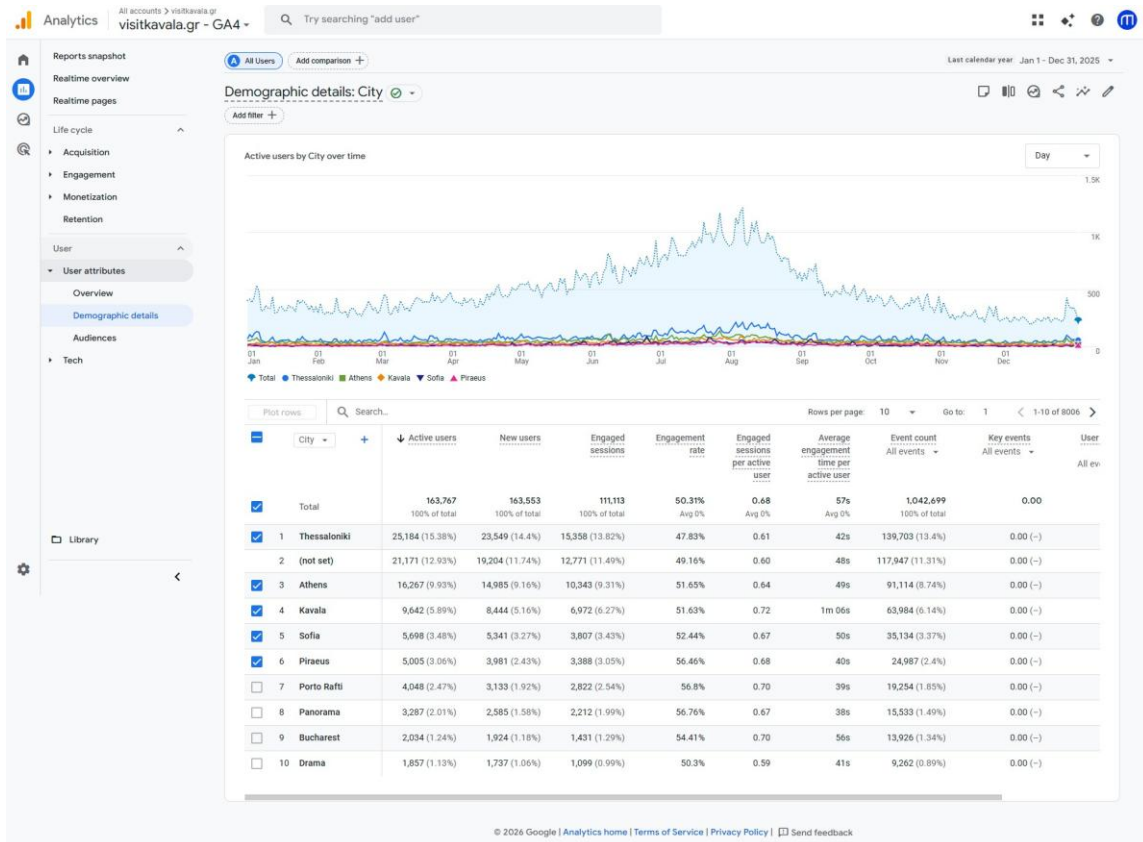 Analytics
All accounts > visitkavala.gr
visitkavala.gr - GA4
Try searching "add user"
Reports snapshot
Realtime overview
Realtime pages
Life cycle
Acquisition
Engagement
Monetization
Retention
User
User attributes
Overview
Demographic details
Audiences
Tech
Library
A All Users
Add comparison +
Last calendar year Jan 1 - Dec 31, 2025
Demographic details: City
Add filter +
Active users by City over time
Day
1.5K
1K
500
0
01 Jan
01 Feb
01 Mar
01 Apr
01 May
01 Jun
01 Jul
01 Aug
01 Sep
01 Oct
01 Nov
01 Dec
Total Thessaloniki Athens Kavala Sofia Piraeus
Plot rows Search... Rows per page: 10 Go to: 1 1-10 of 8006
City + Active users New users Engaged sessions Engagement rate Engaged sessions per active user Average engagement time per active user Event count All events Key events All events User All ev
Total 163,767 163,553 111,113 50.31% 0.68 57s 1,042,699 0.00
100% of total 100% of total 100% of total Avg 0% Avg 0% Avg 0% 100% of total
1 Thessaloniki 25,184 (15.38%) 23,549 (14.4%) 15,358 (13.82%) 47.83% 0.61 42s 139,703 (13.4%) 0.00 (–)
2 (not set) 21,171 (12.93%) 19,204 (11.74%) 12,771 (11.49%) 49.16% 0.60 48s 117,947 (11.31%) 0.00 (–)
3 Athens 16,267 (9.93%) 14,985 (9.16%) 10,343 (9.31%) 51.65% 0.64 49s 91,114 (8.74%) 0.00 (–)
4 Kavala 9,642 (5.89%) 8,444 (5.16%) 6,972 (6.27%) 51.63% 0.72 1m 06s 63,984 (6.14%) 0.00 (–)
5 Sofia 5,698 (3.48%) 5,341 (3.27%) 3,807 (3.43%) 52.44% 0.67 50s 35,134 (3.37%) 0.00 (–)
6 Piraeus 5,005 (3.06%) 3,981 (2.43%) 3,388 (3.05%) 56.46% 0.68 40s 24,987 (2.4%) 0.00 (–)
7 Porto Rafti 4,048 (2.47%) 3,133 (1.92%) 2,822 (2.54%) 56.8% 0.70 39s 19,254 (1.85%) 0.00 (–)
8 Panorama 3,287 (2.01%) 2,585 (1.58%) 2,212 (1.99%) 56.76% 0.67 38s 15,533 (1.49%) 0.00 (–)
9 Bucharest 2,034 (1.24%) 1,924 (1.18%) 1,431 (1.29%) 54.41% 0.70 56s 13,926 (1.34%) 0.00 (–)
10 Drama 1,857 (1.13%) 1,737 (1.06%) 1,099 (0.99%) 50.3% 0.59 41s 9,262 (0.89%) 0.00 (–)
© 2026 Google | Analytics home | Terms of Service | Privacy Policy | Send feedback